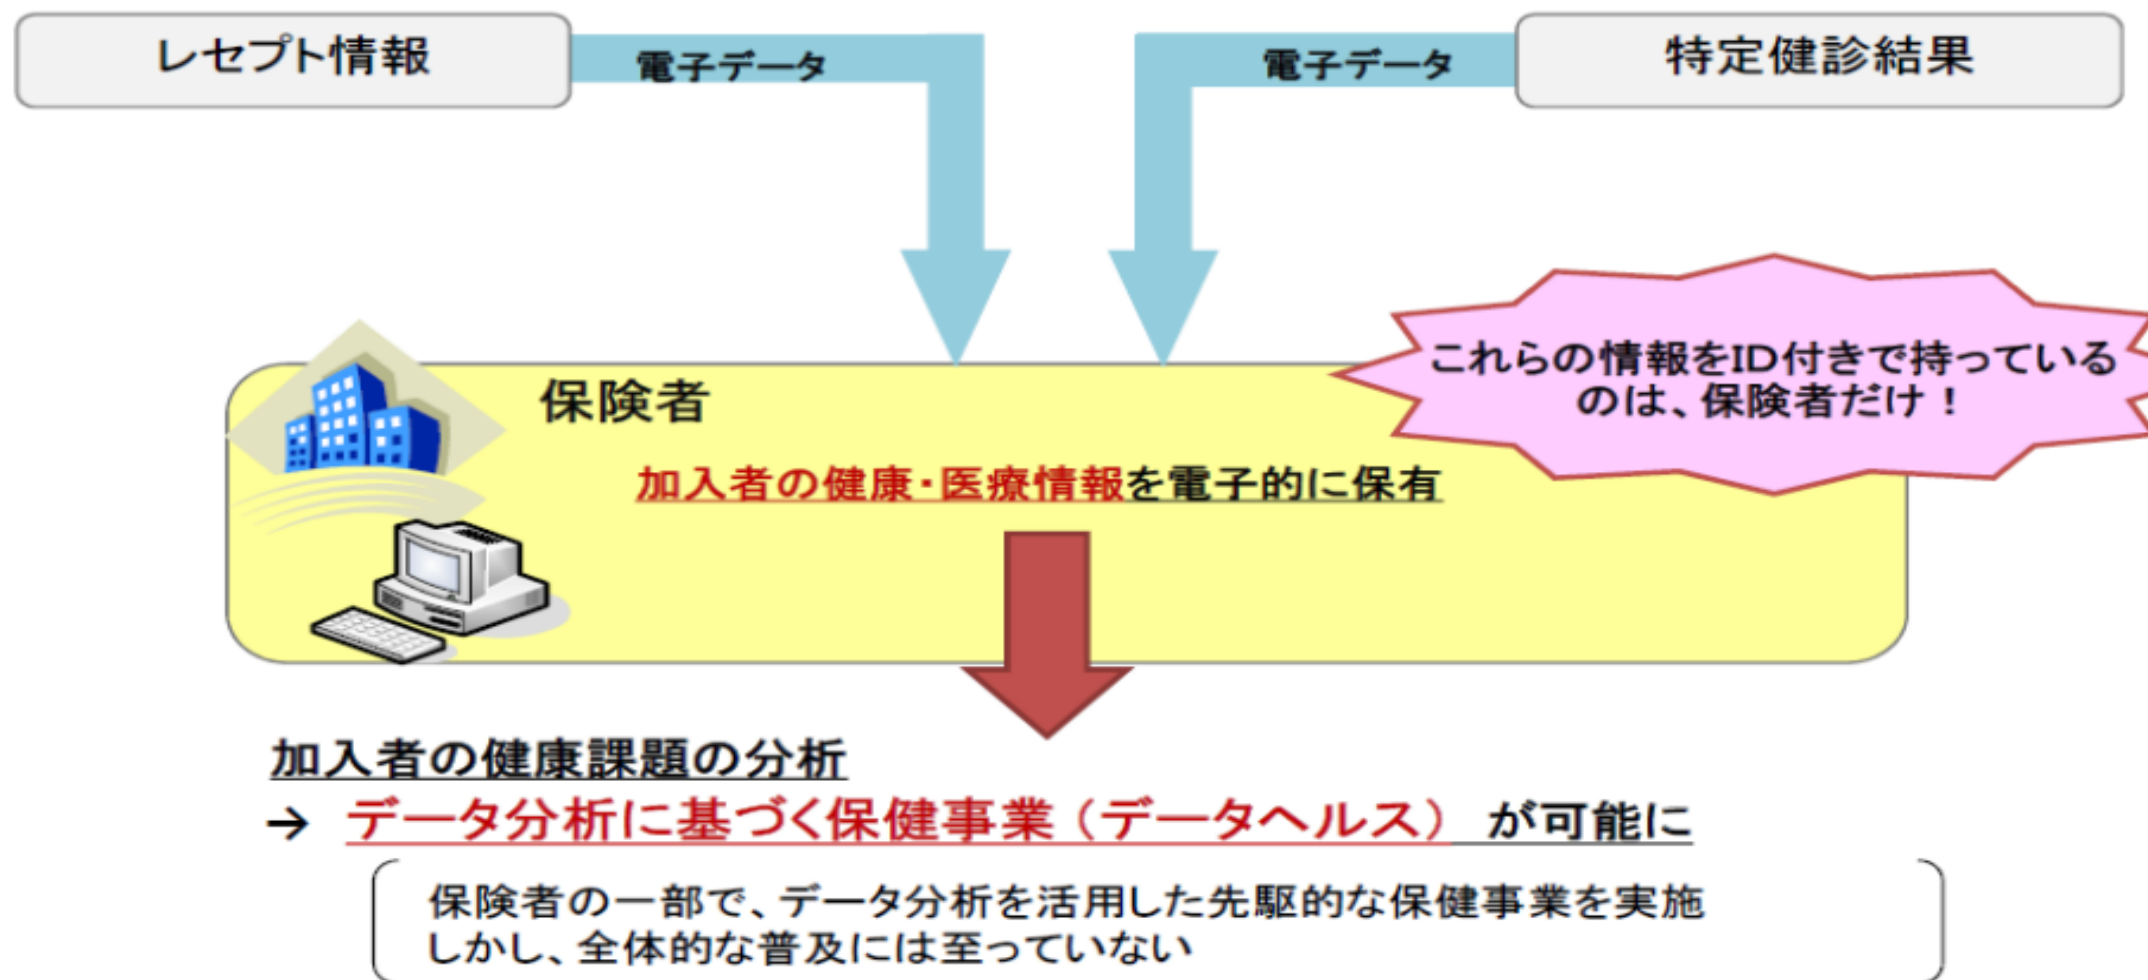 レセプト情報
電子データ
電子データ
特定健診結果
これらの情報をID付きで持っている
のは、保険者だけ！
保険者
加入者の健康・医療情報を電子的に保有
加入者の健康課題の分析
→ データ分析に基づく保健事業（データヘルス） が可能に
保険者の一部で、データ分析を活用した先駆的な保健事業を実施
しかし、全体的な普及には至っていない